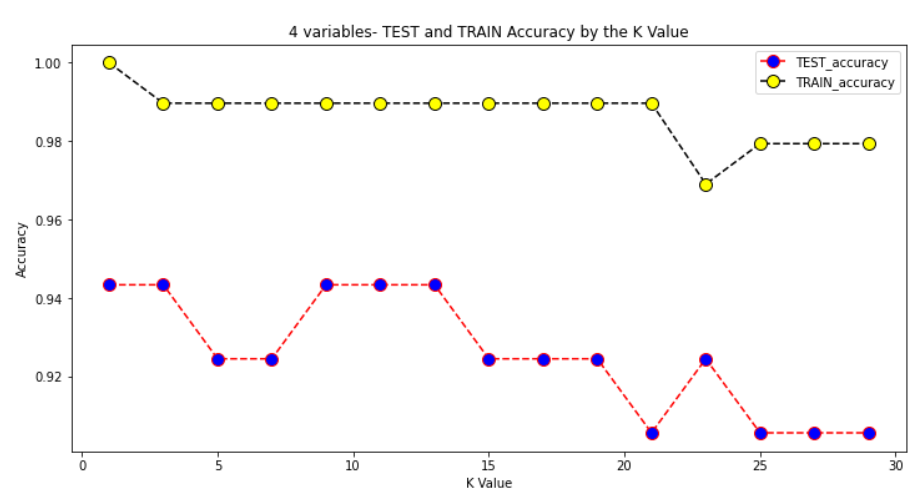 4 variables- TEST and TRAIN Accuracy by the K Value
TEST_accuracy
TRAIN_accuracy
1.00
0.98
0.96
0.94
0.92
Accuracy
0 5 10 15 20 25 30
K Value